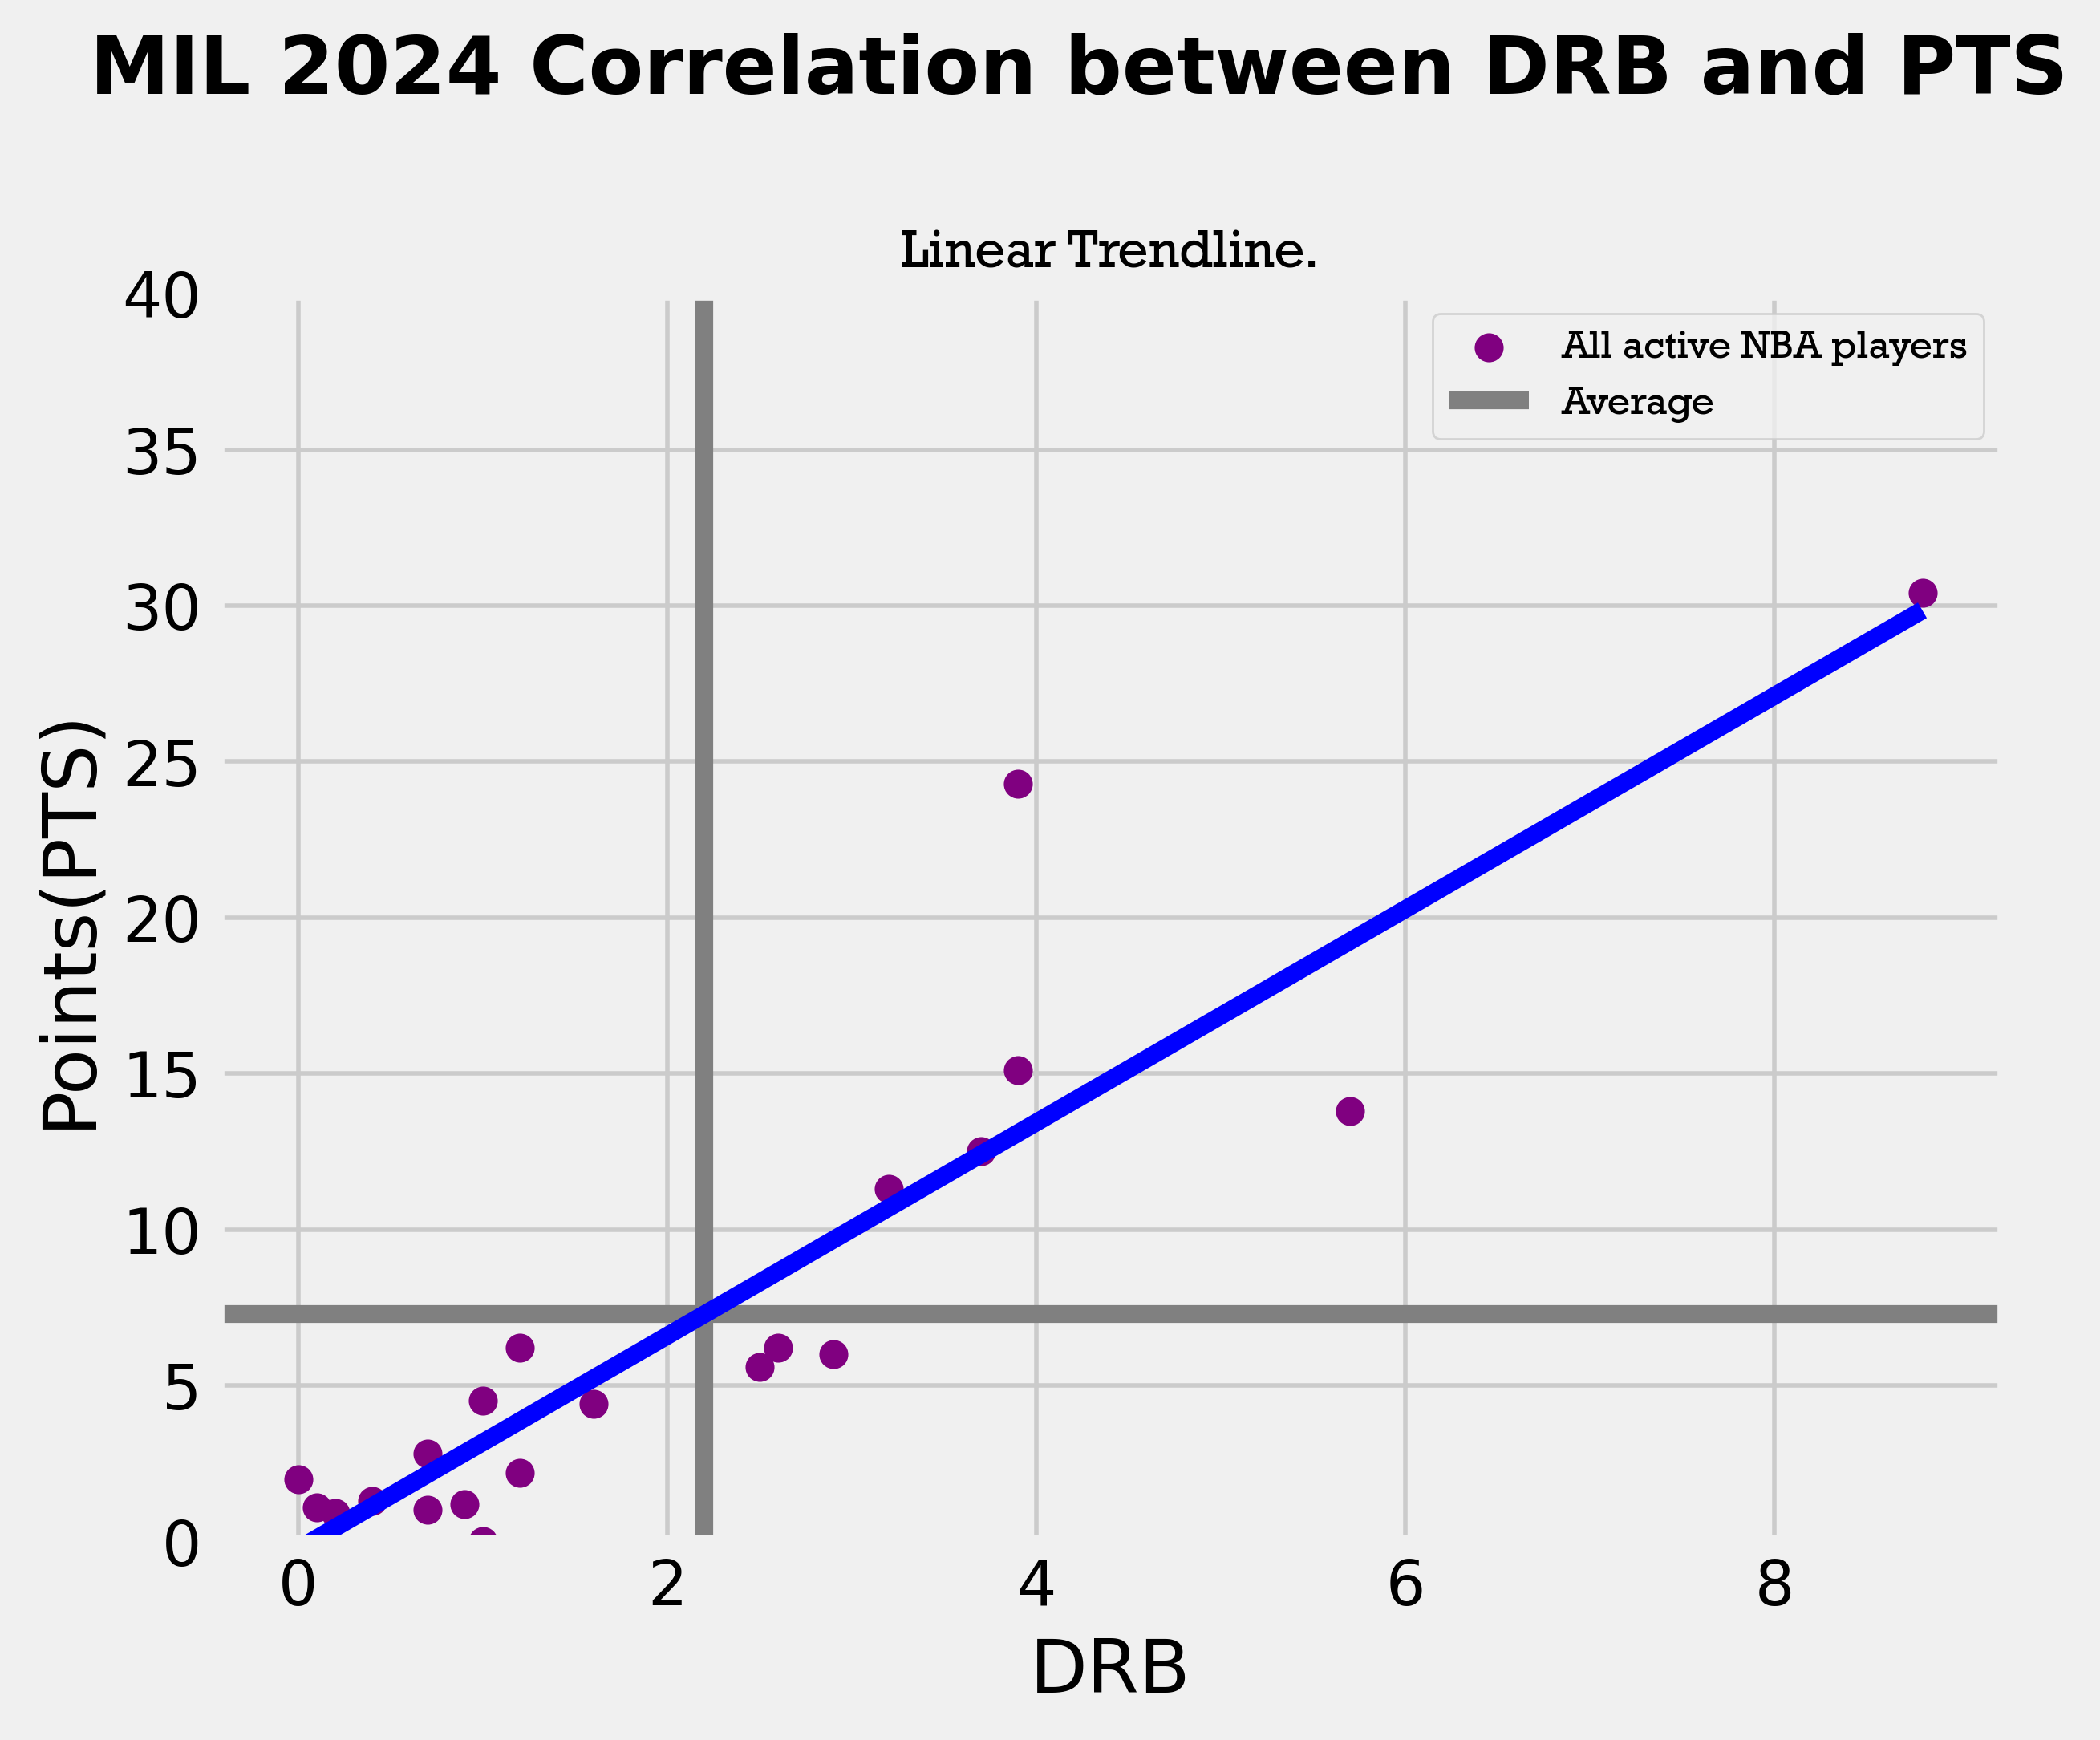 MIL 2024 Correlation between DRB and PTS
Linear Trendline.
All active NBA players
Average
Points(PTS)
40
35
30
25
20
15
10
5
0
0 2 4 6 8
DRB